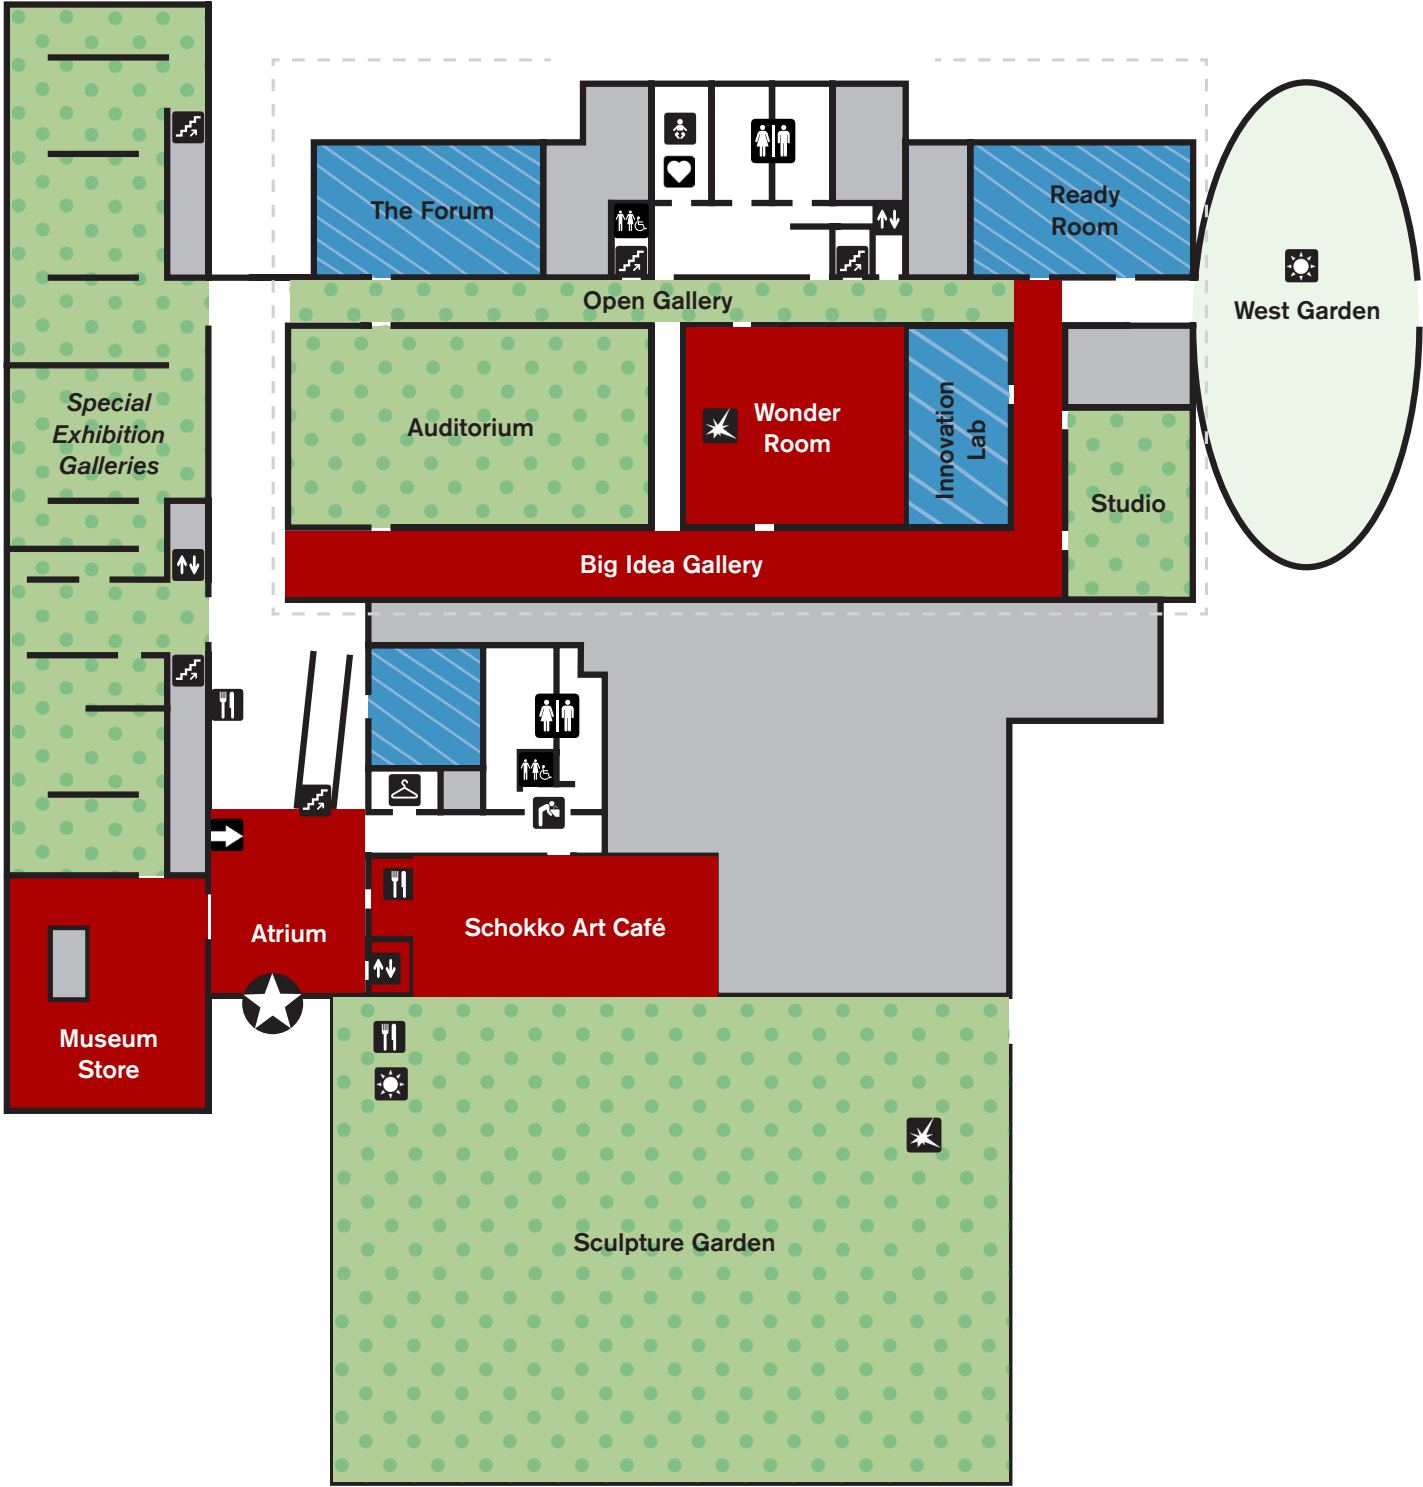 The Forum
Ready
Room
Open Gallery
West Garden
Special
Exhibition
Galleries
Auditorium
Wonder
Room
Innovation
Lab
Studio
Big Idea Gallery
Atrium
Schokko Art Café
Museum
Store
Sculpture Garden